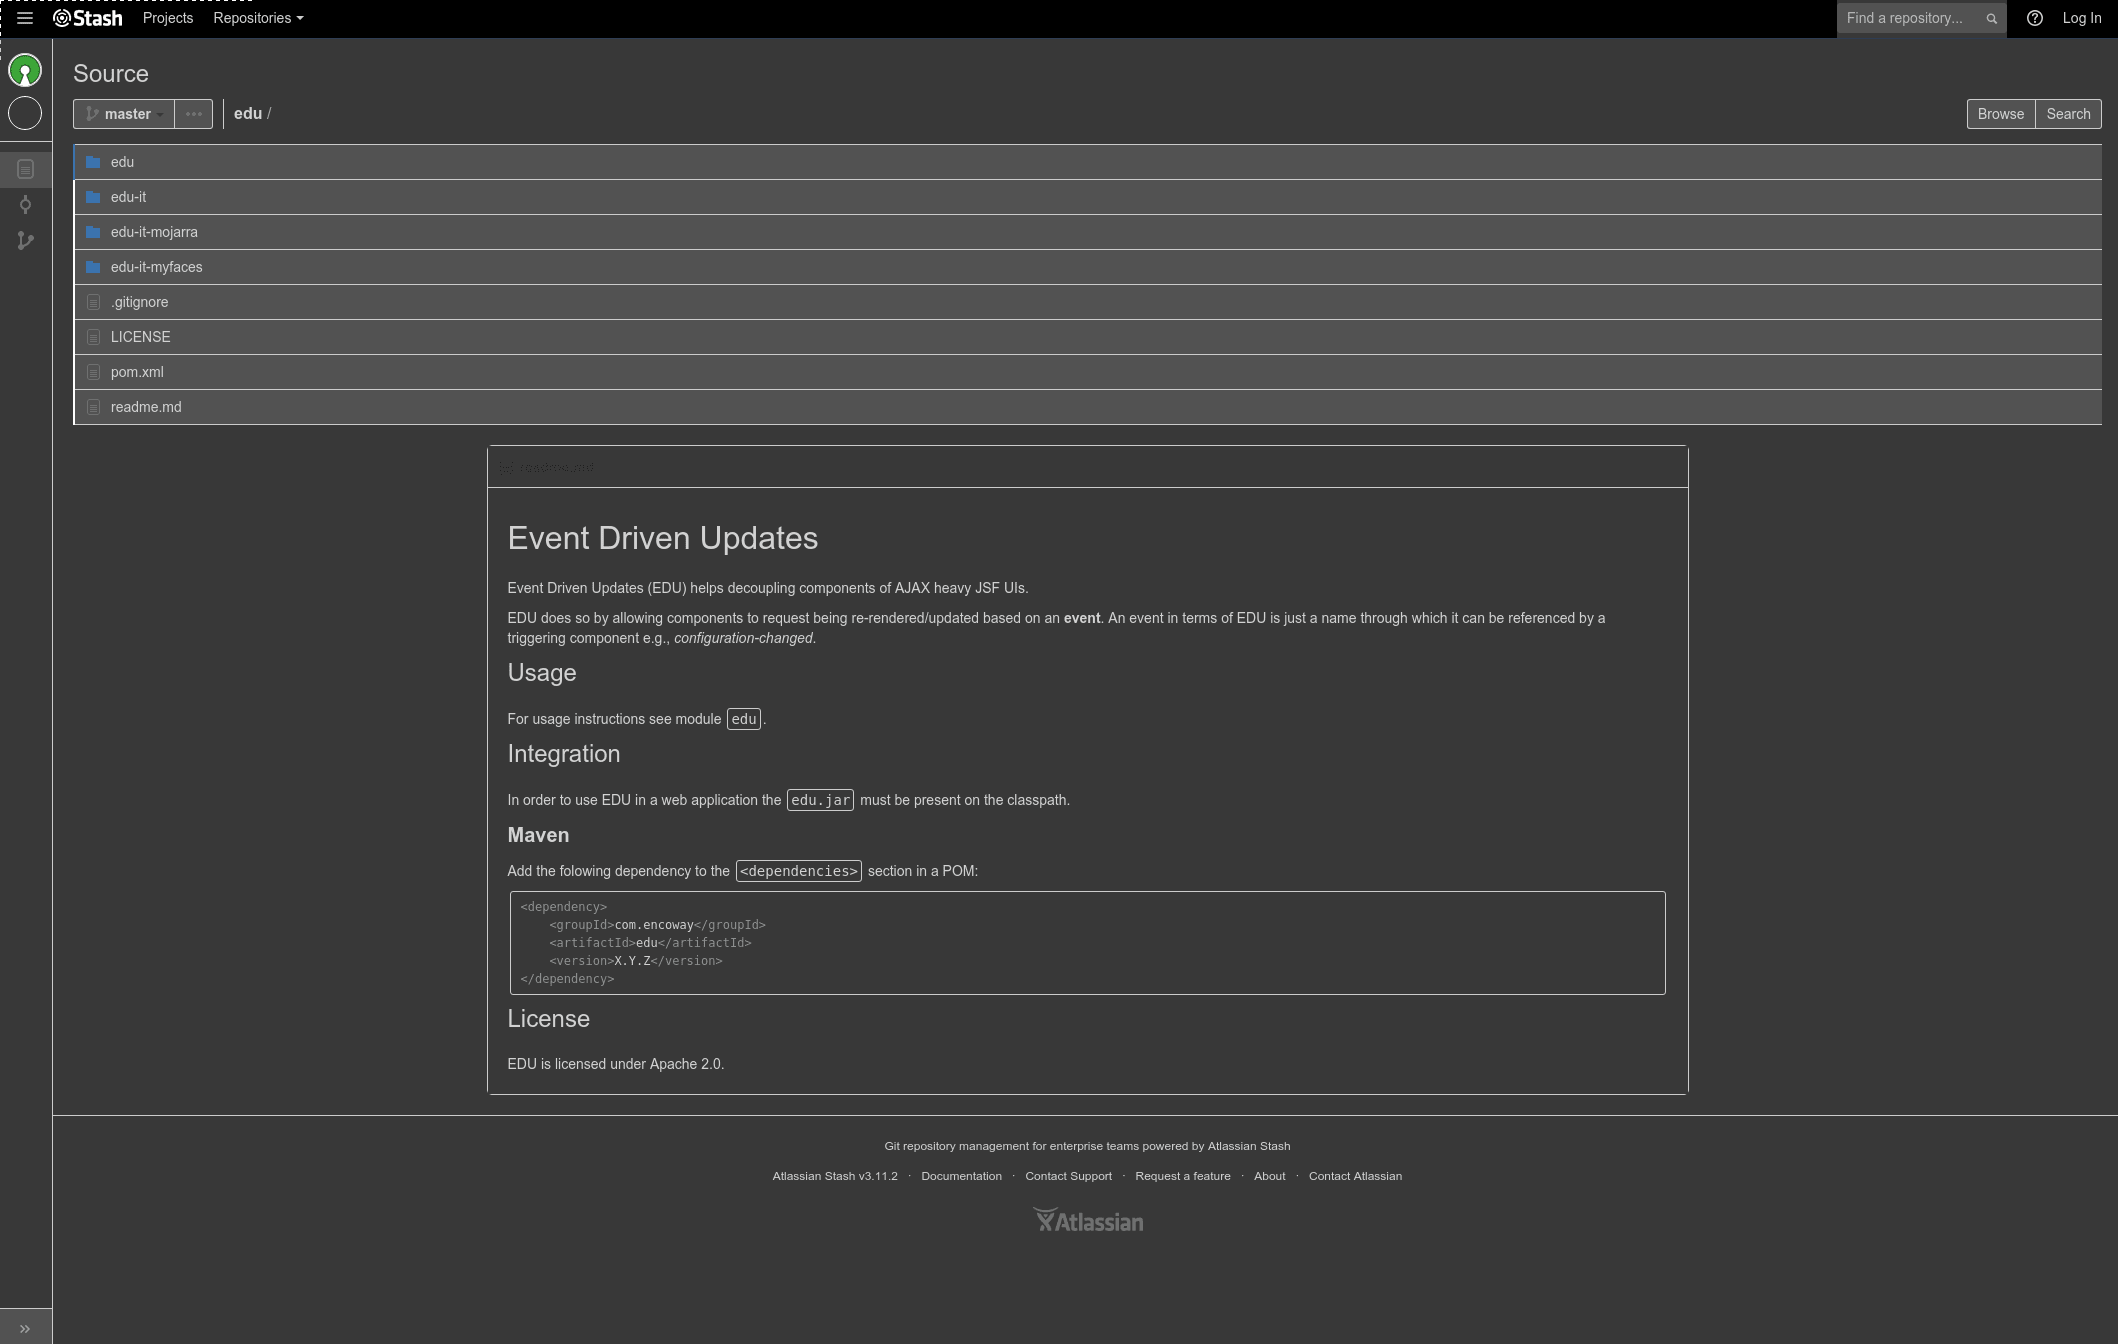 Stash Projects Repositories Find a repository... Log In
Source
master edu / Browse Search
edu
edu-it
edu-it-mojarra
edu-it-myfaces
.gitignore
LICENSE
pom.xml
readme.md
readme.md
Event Driven Updates
Event Driven Updates (EDU) helps decoupling components of AJAX heavy JSF UIs.
EDU does so by allowing components to request being re-rendered/updated based on an event. An event in terms of EDU is just a name through which it can be referenced by a
triggering component e.g., configuration-changed.
Usage
For usage instructions see module edu.
Integration
In order to use EDU in a web application the edu.jar must be present on the classpath.
Maven
Add the folowing dependency to the <dependencies> section in a POM:
<dependency>
    <groupId>com.encoway</groupId>
    <artifactId>edu</artifactId>
    <version>X.Y.Z</version>
</dependency>
License
EDU is licensed under Apache 2.0.
Git repository management for enterprise teams powered by Atlassian Stash
Atlassian Stash v3.11.2 · Documentation · Contact Support · Request a feature · About · Contact Atlassian
Atlassian